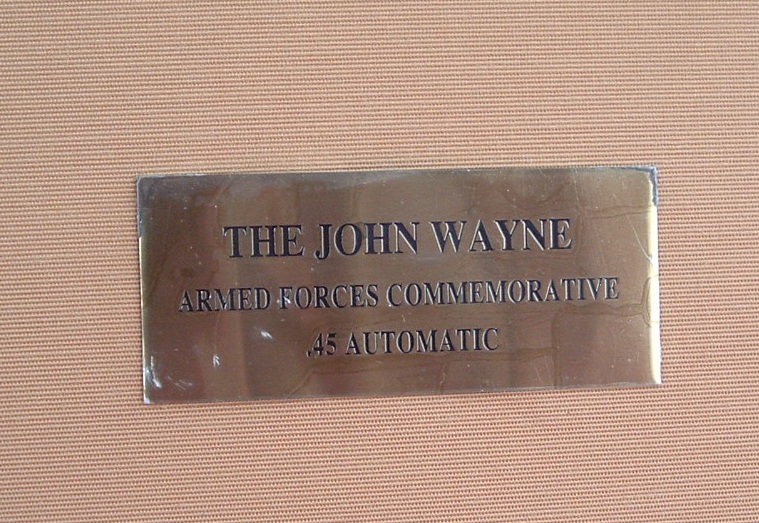 THE JOHN WAYNE
ARMED FORCES COMMEMORATIVE
.45 AUTOMATIC